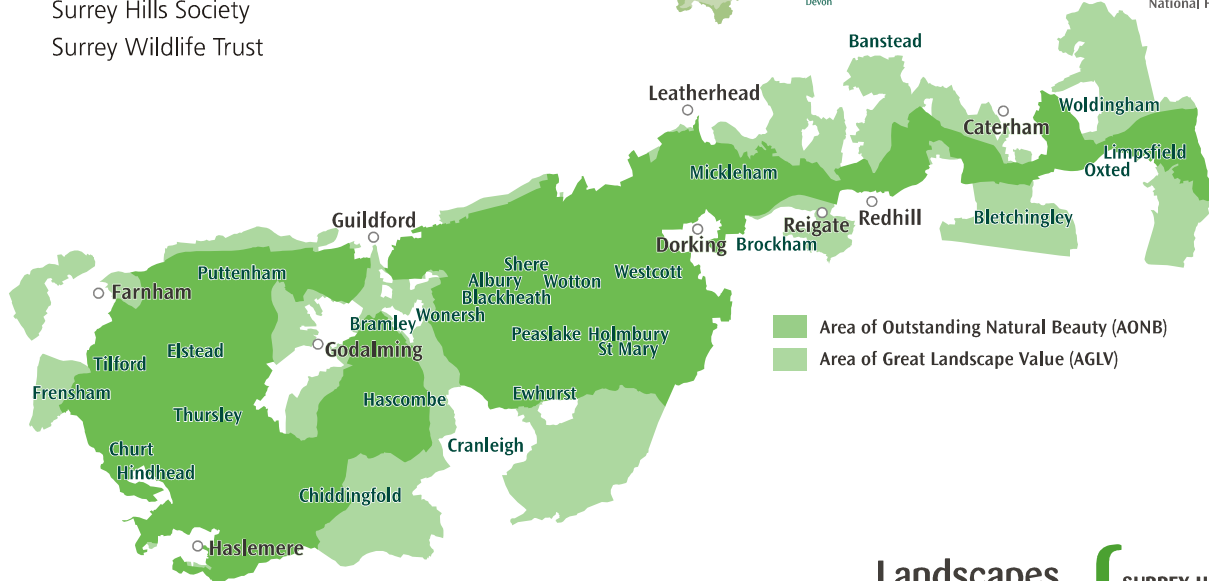 Surrey Hills Society
Surrey Wildlife Trust
Devon
Banstead
Leatherhead
Woldingham
Caterham
Limpsfield
Oxted
Mickleham
Guildford
Reigate
Redhill
Bletchingley
Dorking
Brockham
Puttenham
Shere
Albury
Wotton
Westcott
Blackheath
Farnham
Wonersh
Bramley
Peaslake
Holmbury
St Mary
Godalming
Elstead
Tilford
Frensham
Hascombe
Ewhurst
Thursley
Cranleigh
Churt
Hindhead
Chiddingfold
Haslemere
Area of Outstanding Natural Beauty (AONB)
Area of Great Landscape Value (AGLV)
Landscapes